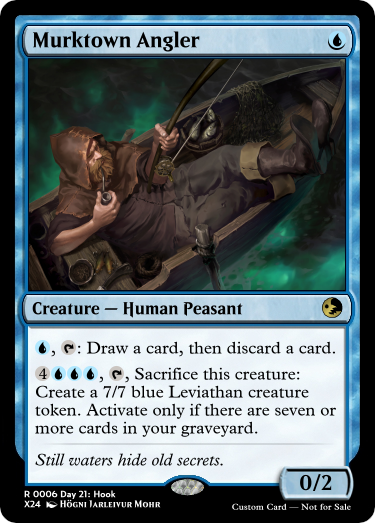 Murktown Angler
Creature — Human Peasant
, : Draw a card, then discard a card.
4, , Sacrifice this creature:
Create a 7/7 blue Leviathan creature
token. Activate only if there are seven or
more cards in your graveyard.
Still waters hide old secrets.
0/2
R 0006 Day 21: Hook
X24 Högni Jarleivur Mohr
Custom Card — Not for Sale